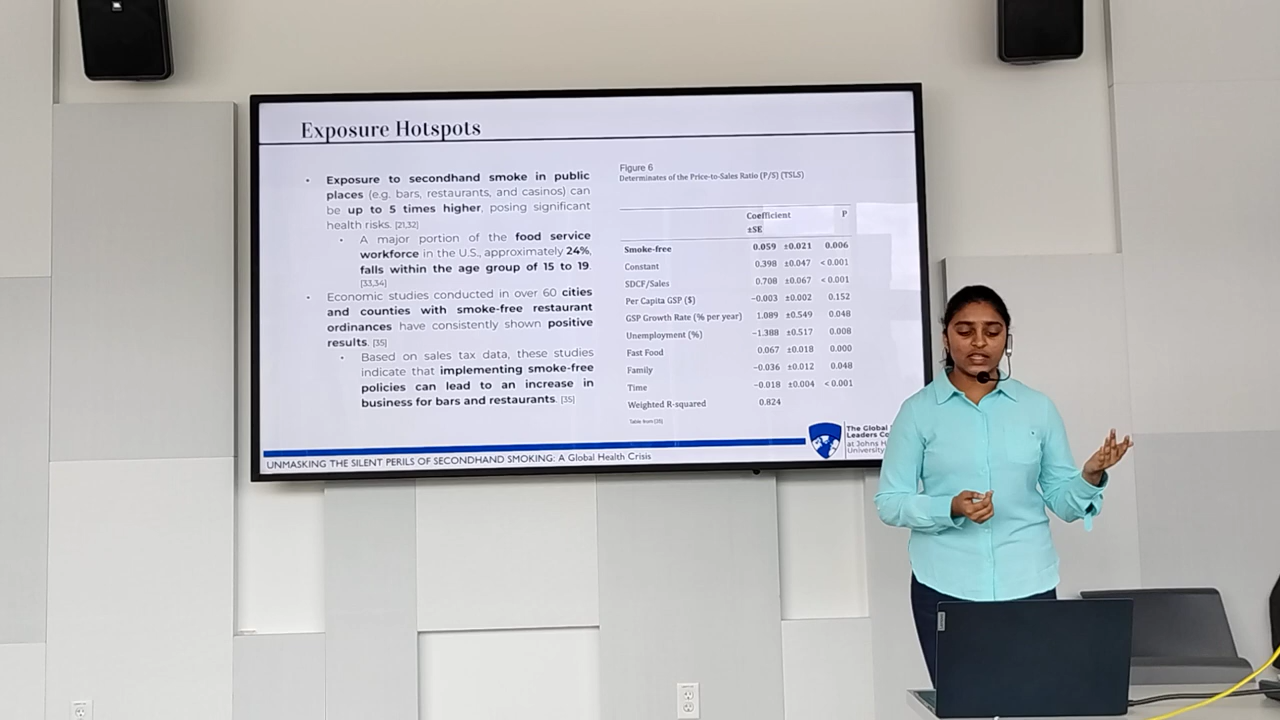 JBL
Exposure Hotspots
• Exposure to secondhand smoke in public
places (e.g. bars, restaurants, and casinos) can
be up to 5 times higher, posing significant
health risks. [21,32]
• A major portion of the food service
workforce in the U.S., approximately 24%,
falls within the age group of 15 to 19.
[33,34]
• Economic studies conducted in over 60 cities
and counties with smoke-free restaurant
ordinances have consistently shown positive
results. [35]
• Based on sales tax data, these studies
indicate that implementing smoke-free
policies can lead to an increase in
business for bars and restaurants. [35]
Figure 6
Determinates of the Price-to-Sales Ratio (P/S) (TSLS)
Coefficient P
±SE
Smoke-free 0.059 ±0.021 0.006
Constant 0.398 ±0.047 <0.001
SDCF/Sales 0.708 ±0.067 <0.001
Per Capita GSP ($) −0.003 ±0.002 0.152
GSP Growth Rate (% per year) 1.089 ±0.549 0.048
Unemployment (%) −1.388 ±0.517 0.008
Fast Food 0.067 ±0.018 0.000
Family −0.036 ±0.012 0.048
Time −0.018 ±0.004 <0.001
Weighted R-squared 0.824
Table from [35]
The Global
Leaders
at Johns
University
UNMASKING THE SILENT PERILS OF SECONDHAND SMOKING: A Global Health Crisis
Lenovo